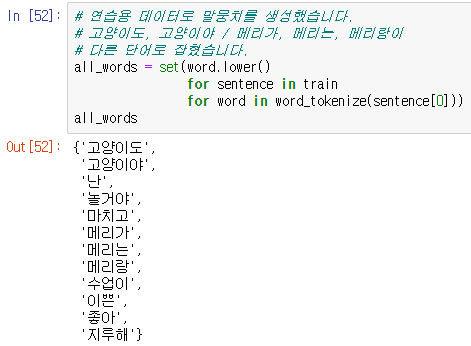 In [52]: # 연습용 데이터로 말뭉치를 생성했습니다.
# 고양이도, 고양이야 / 메리가, 메리는, 메리랑이
# 다른 단어로 잡혔습니다.
all_words = set(word.lower()
for sentence in train
for word in word_tokenize(sentence[0]))
all_words
Out[52]: {'고양이도',
'고양이야',
'난',
'놀거야',
'마치고',
'메리가',
'메리는',
'메리랑',
'수업이',
'이쁜',
'좋아',
'지루해'}